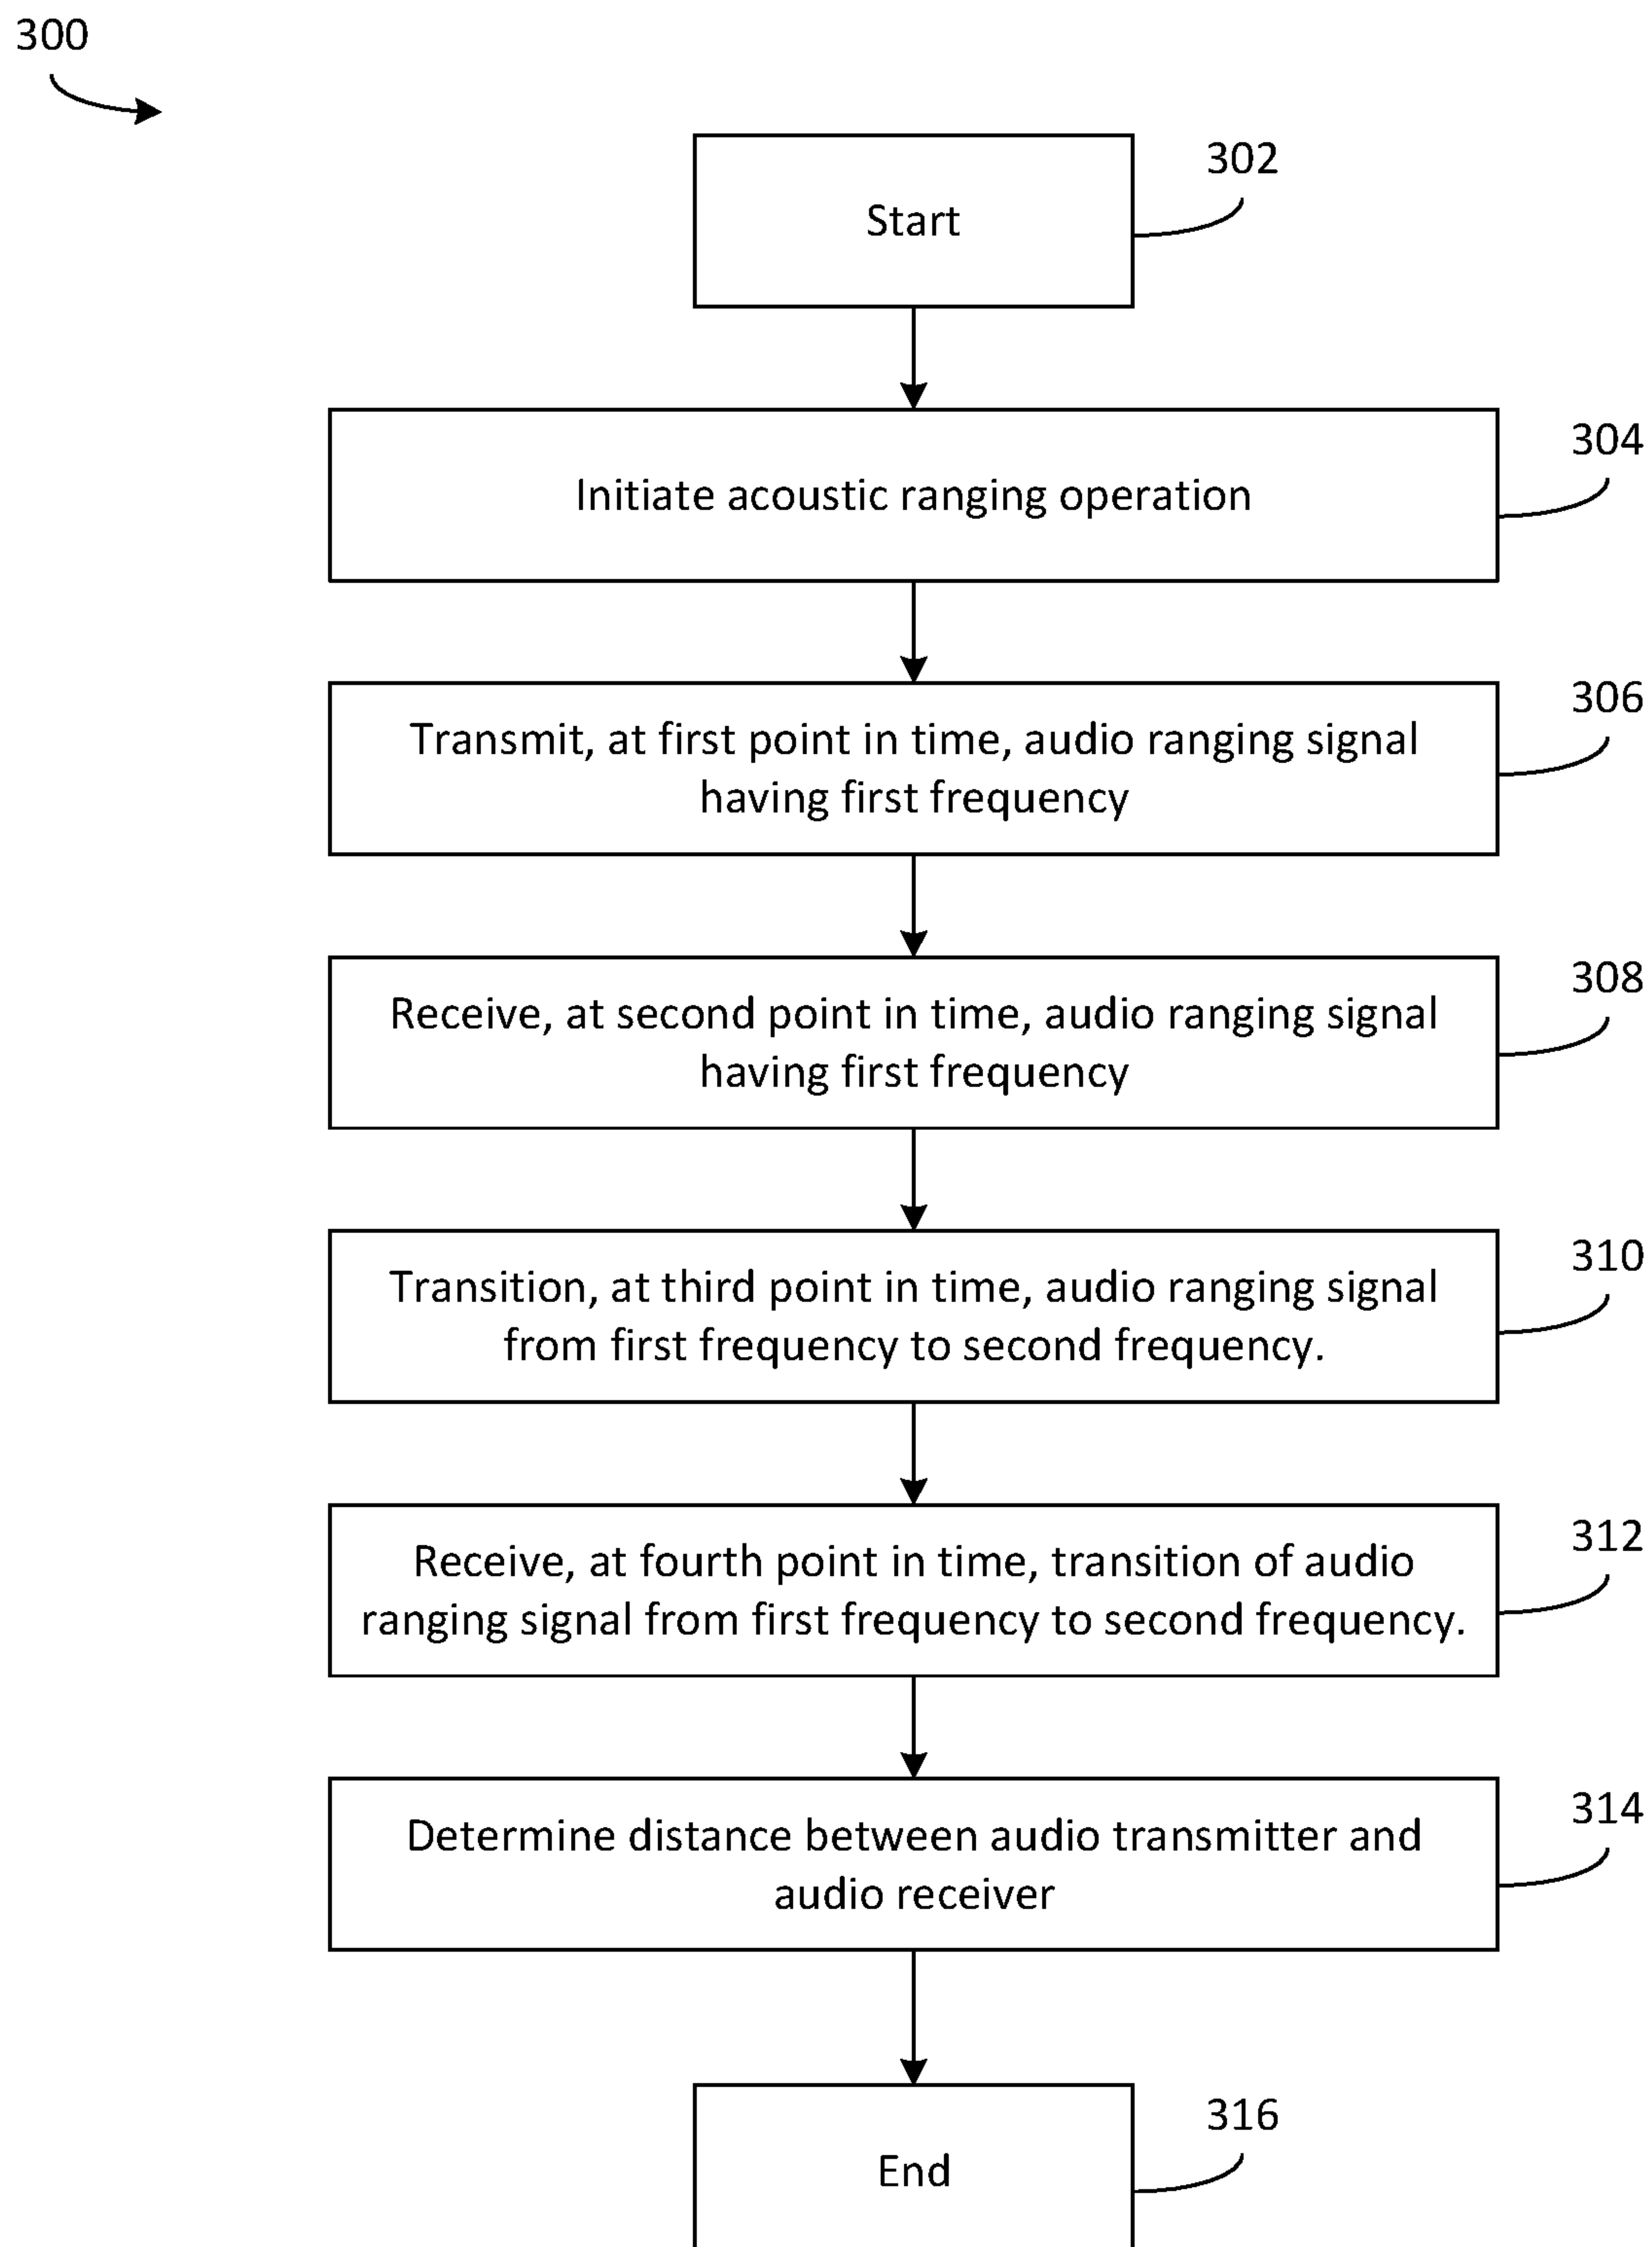 300
302
Start
304
Initiate acoustic ranging operation
306
Transmit, at first point in time, audio ranging signal
having first frequency
308
Receive, at second point in time, audio ranging signal
having first frequency
310
Transition, at third point in time, audio ranging signal
from first frequency to second frequency.
312
Receive, at fourth point in time, transition of audio
ranging signal from first frequency to second frequency.
314
Determine distance between audio transmitter and
audio receiver
316
End